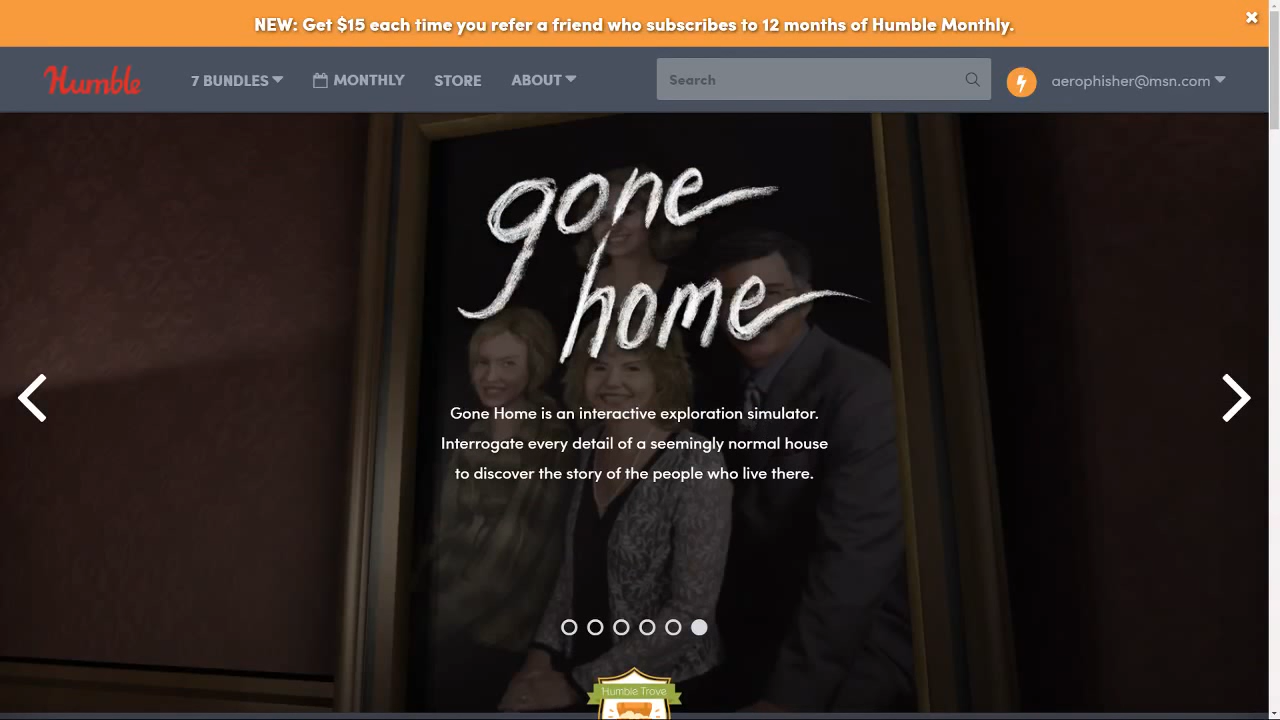 NEW: Get $15 each time you refer a friend who subscribes to 12 months of Humble Monthly.
Humble
7 BUNDLES
MONTHLY
STORE
ABOUT
Search
aerophisher@msn.com
gone
home
Gone Home is an interactive exploration simulator.
Interrogate every detail of a seemingly normal house
to discover the story of the people who live there.
Humble Trove